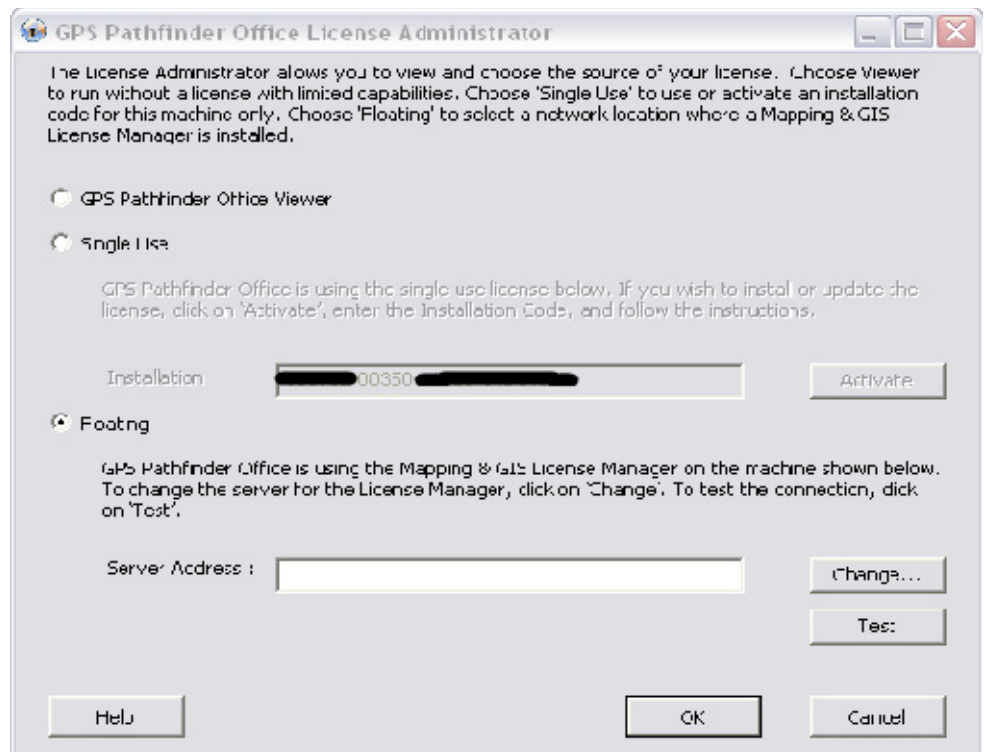 GPS Pathfinder Office License Administrator
The License Administrator allows you to view and choose the source of your license. Choose Viewer
to run without a license with limited capabilities. Choose 'Single Use' to use or activate an installation
code for this machine only. Choose 'Floating' to select a network location where a Mapping & GIS
License Manager is installed.
GPS Pathfinder Office Viewer
Single Use
GPS Pathfinder Office is using the single use license below. If you wish to install or update the
license, click on 'Activate', enter the Installation Code, and follow the instructions.
Installation 00350 Activate
Floating
GPS Pathfinder Office is using the Mapping & GIS License Manager on the machine shown below.
To change the server for the License Manager, click on 'Change'. To test the connection, click
on 'Test'.
Server Address : Change...
Test
Help OK Cancel